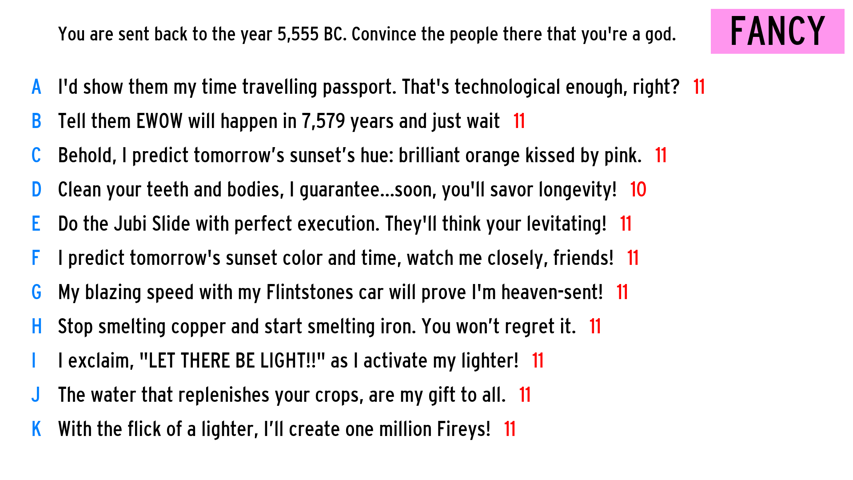 You are sent back to the year 5,555 BC. Convince the people there that you're a god.
FANCY
A I'd show them my time travelling passport. That's technological enough, right? 11
B Tell them EWOW will happen in 7,579 years and just wait 11
C Behold, I predict tomorrow’s sunset’s hue: brilliant orange kissed by pink. 11
D Clean your teeth and bodies, I guarantee...soon, you'll savor longevity! 10
E Do the Jubi Slide with perfect execution. They'll think your levitating! 11
F I predict tomorrow's sunset color and time, watch me closely, friends! 11
G My blazing speed with my Flintstones car will prove I'm heaven-sent! 11
H Stop smelting copper and start smelting iron. You won’t regret it. 11
I I exclaim, "LET THERE BE LIGHT!!" as I activate my lighter! 11
J The water that replenishes your crops, are my gift to all. 11
K With the flick of a lighter, I’ll create one million Fireys! 11